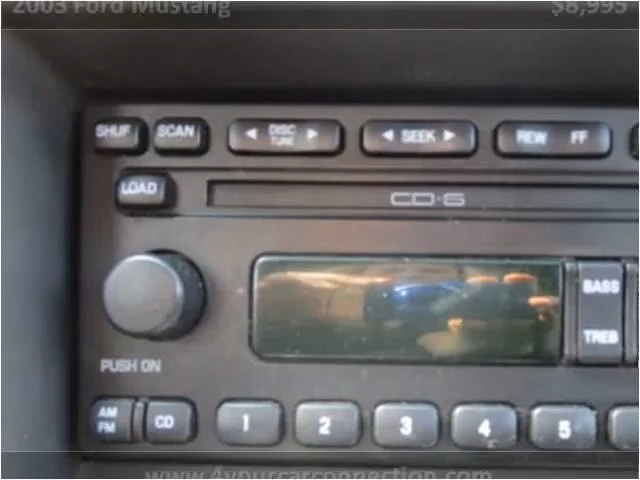 2003 Ford Mustang $8,995
SHUF SCAN ◄ DISC TUNE ► ◄ SEEK ► REW FF
LOAD CD·6
BASS
TREB
PUSH ON
AM FM CD 1 2 3 4 5
www.4yourcarconnection.com